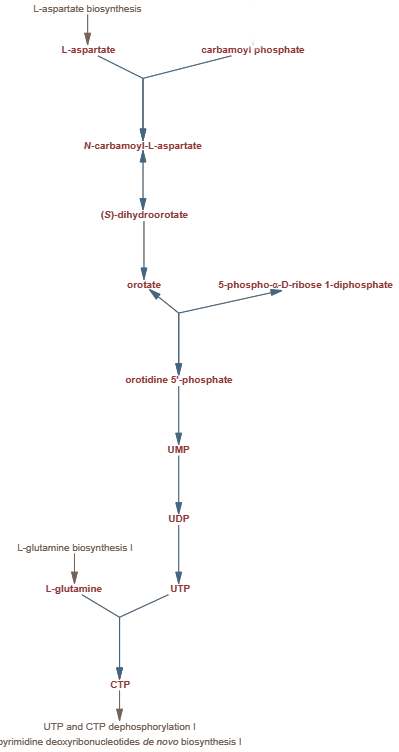 L-aspartate biosynthesis
L-aspartate carbamoyl phosphate
N-carbamoyl-L-aspartate
(S)-dihydroorotate
orotate 5-phospho-α-D-ribose 1-diphosphate
orotidine 5'-phosphate
UMP
UDP
L-glutamine biosynthesis I
L-glutamine UTP
CTP
UTP and CTP dephosphorylation I
pyrimidine deoxyribonucleotides de novo biosynthesis I